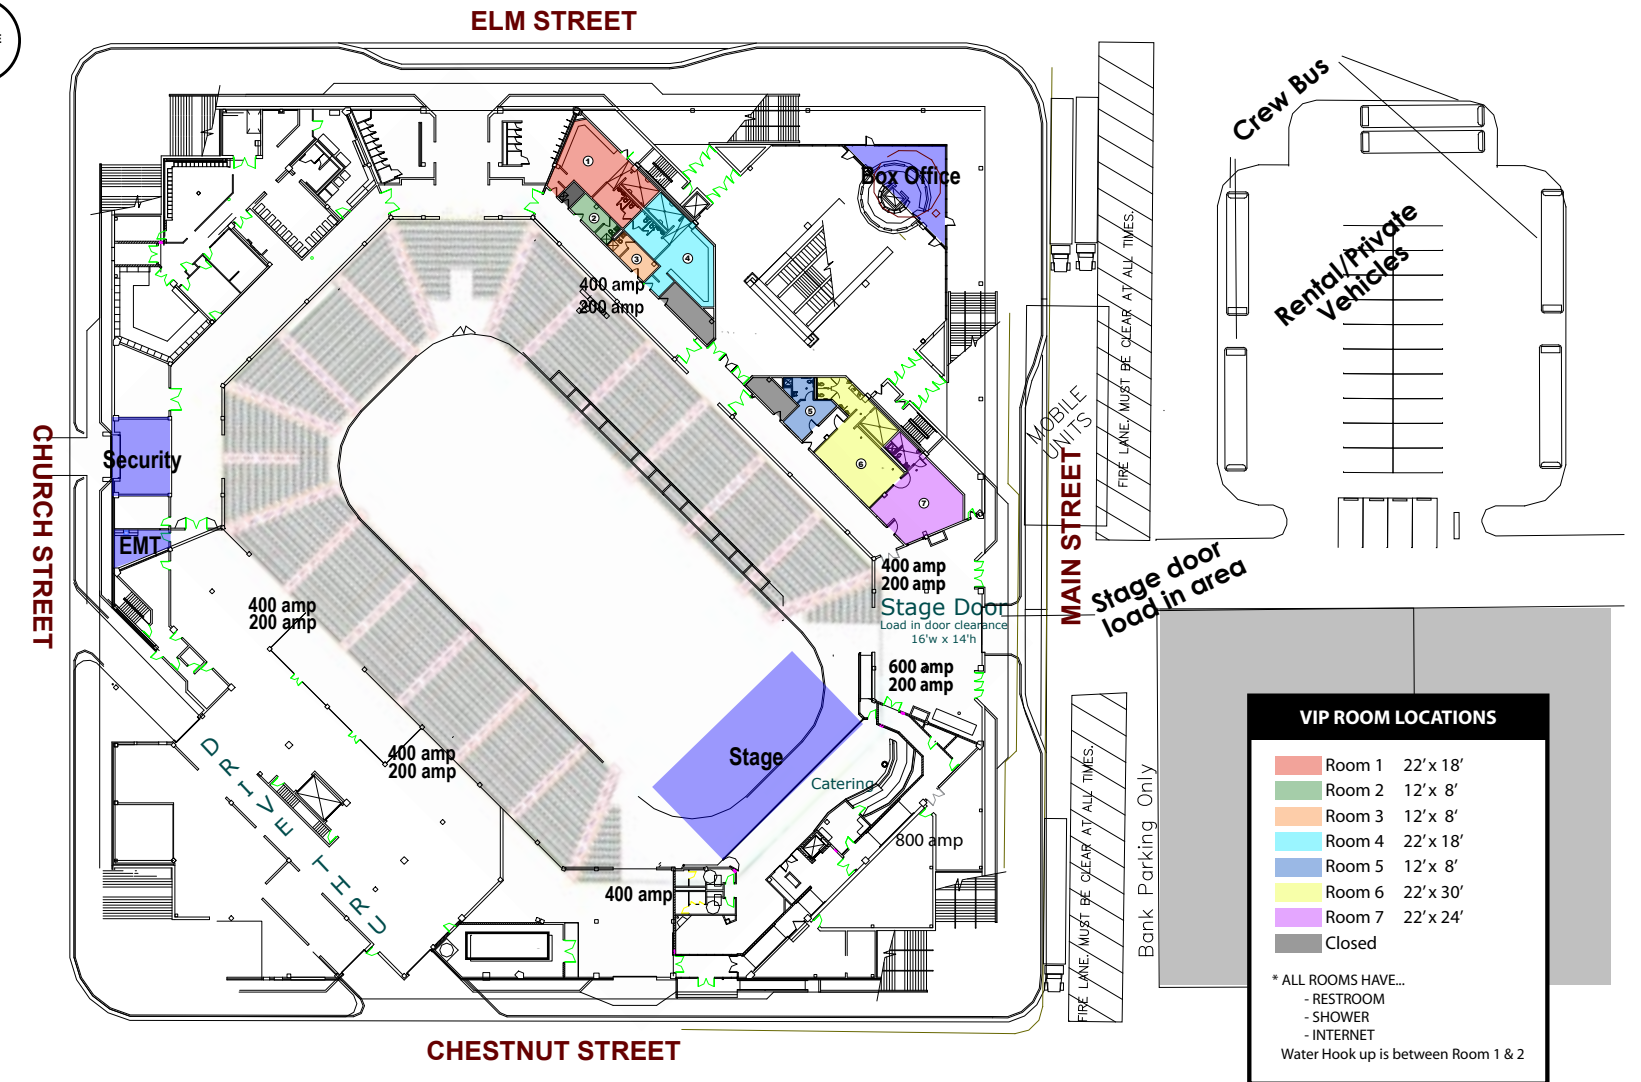 ELM STREET
Crew Bus
Box Office
①
②
③
④
400 amp
200 amp
Rental/Private
Vehicles
FIRE LANE. MUST BE CLEAR AT ALL TIMES.
MOBILE
UNITS
CHURCH STREET
Security
EMT
⑤
⑥
⑦
MAIN STREET
400 amp
200 amp
Stage Door
Load in door clearance
16'w x 14'h
Stage door
load in area
400 amp
200 amp
600 amp
200 amp
400 amp
200 amp
Stage
Catering
DRIVE THRU
800 amp
400 amp
FIRE LANE. MUST BE CLEAR AT ALL TIMES.
Bank Parking Only
CHESTNUT STREET
VIP ROOM LOCATIONS
Room 1 22' x 18'
Room 2 12' x 8'
Room 3 12' x 8'
Room 4 22' x 18'
Room 5 12' x 8'
Room 6 22' x 30'
Room 7 22' x 24'
Closed
* ALL ROOMS HAVE...
- RESTROOM
- SHOWER
- INTERNET
Water Hook up is between Room 1 & 2